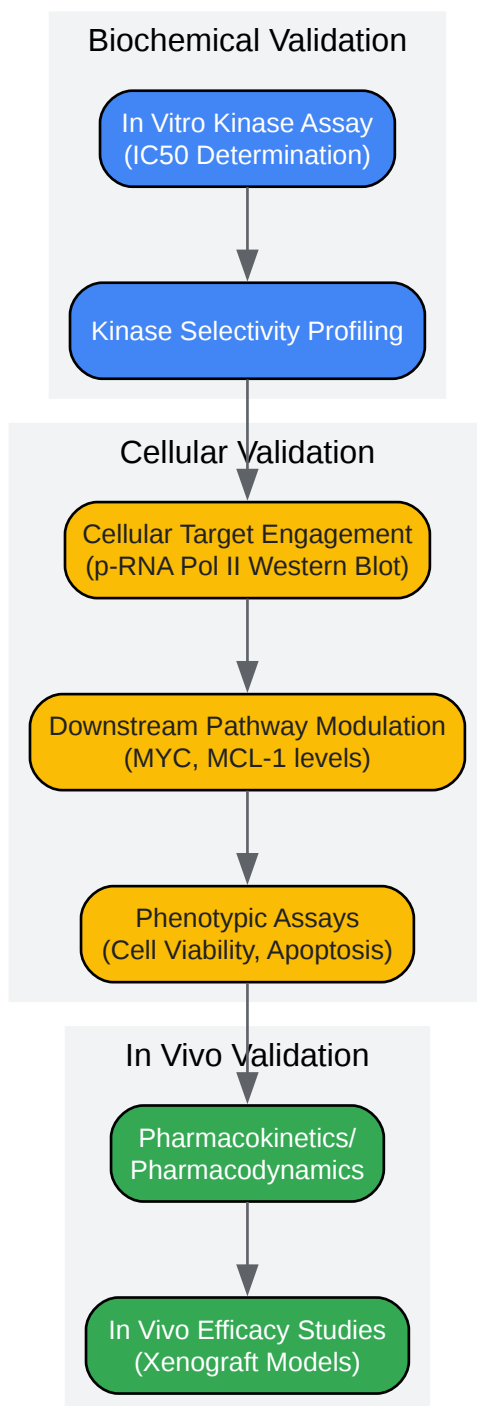 Biochemical Validation
In Vitro Kinase Assay
(IC50 Determination)
Kinase Selectivity Profiling
Cellular Validation
Cellular Target Engagement
(p-RNA Pol II Western Blot)
Downstream Pathway Modulation
(MYC, MCL-1 levels)
Phenotypic Assays
(Cell Viability, Apoptosis)
In Vivo Validation
Pharmacokinetics/
Pharmacodynamics
In Vivo Efficacy Studies
(Xenograft Models)